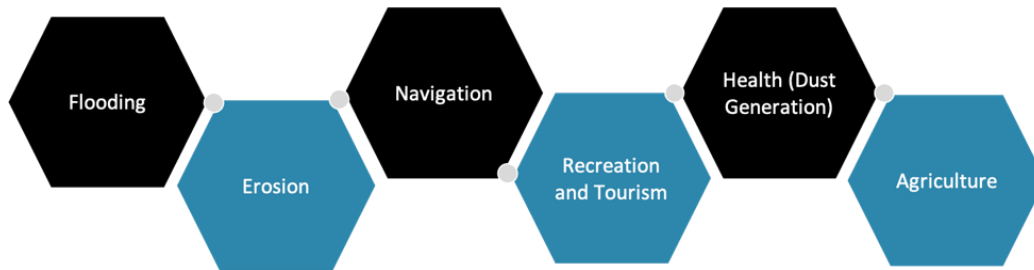 Flooding
Erosion
Navigation
Recreation
and Tourism
Health (Dust
Generation)
Agriculture